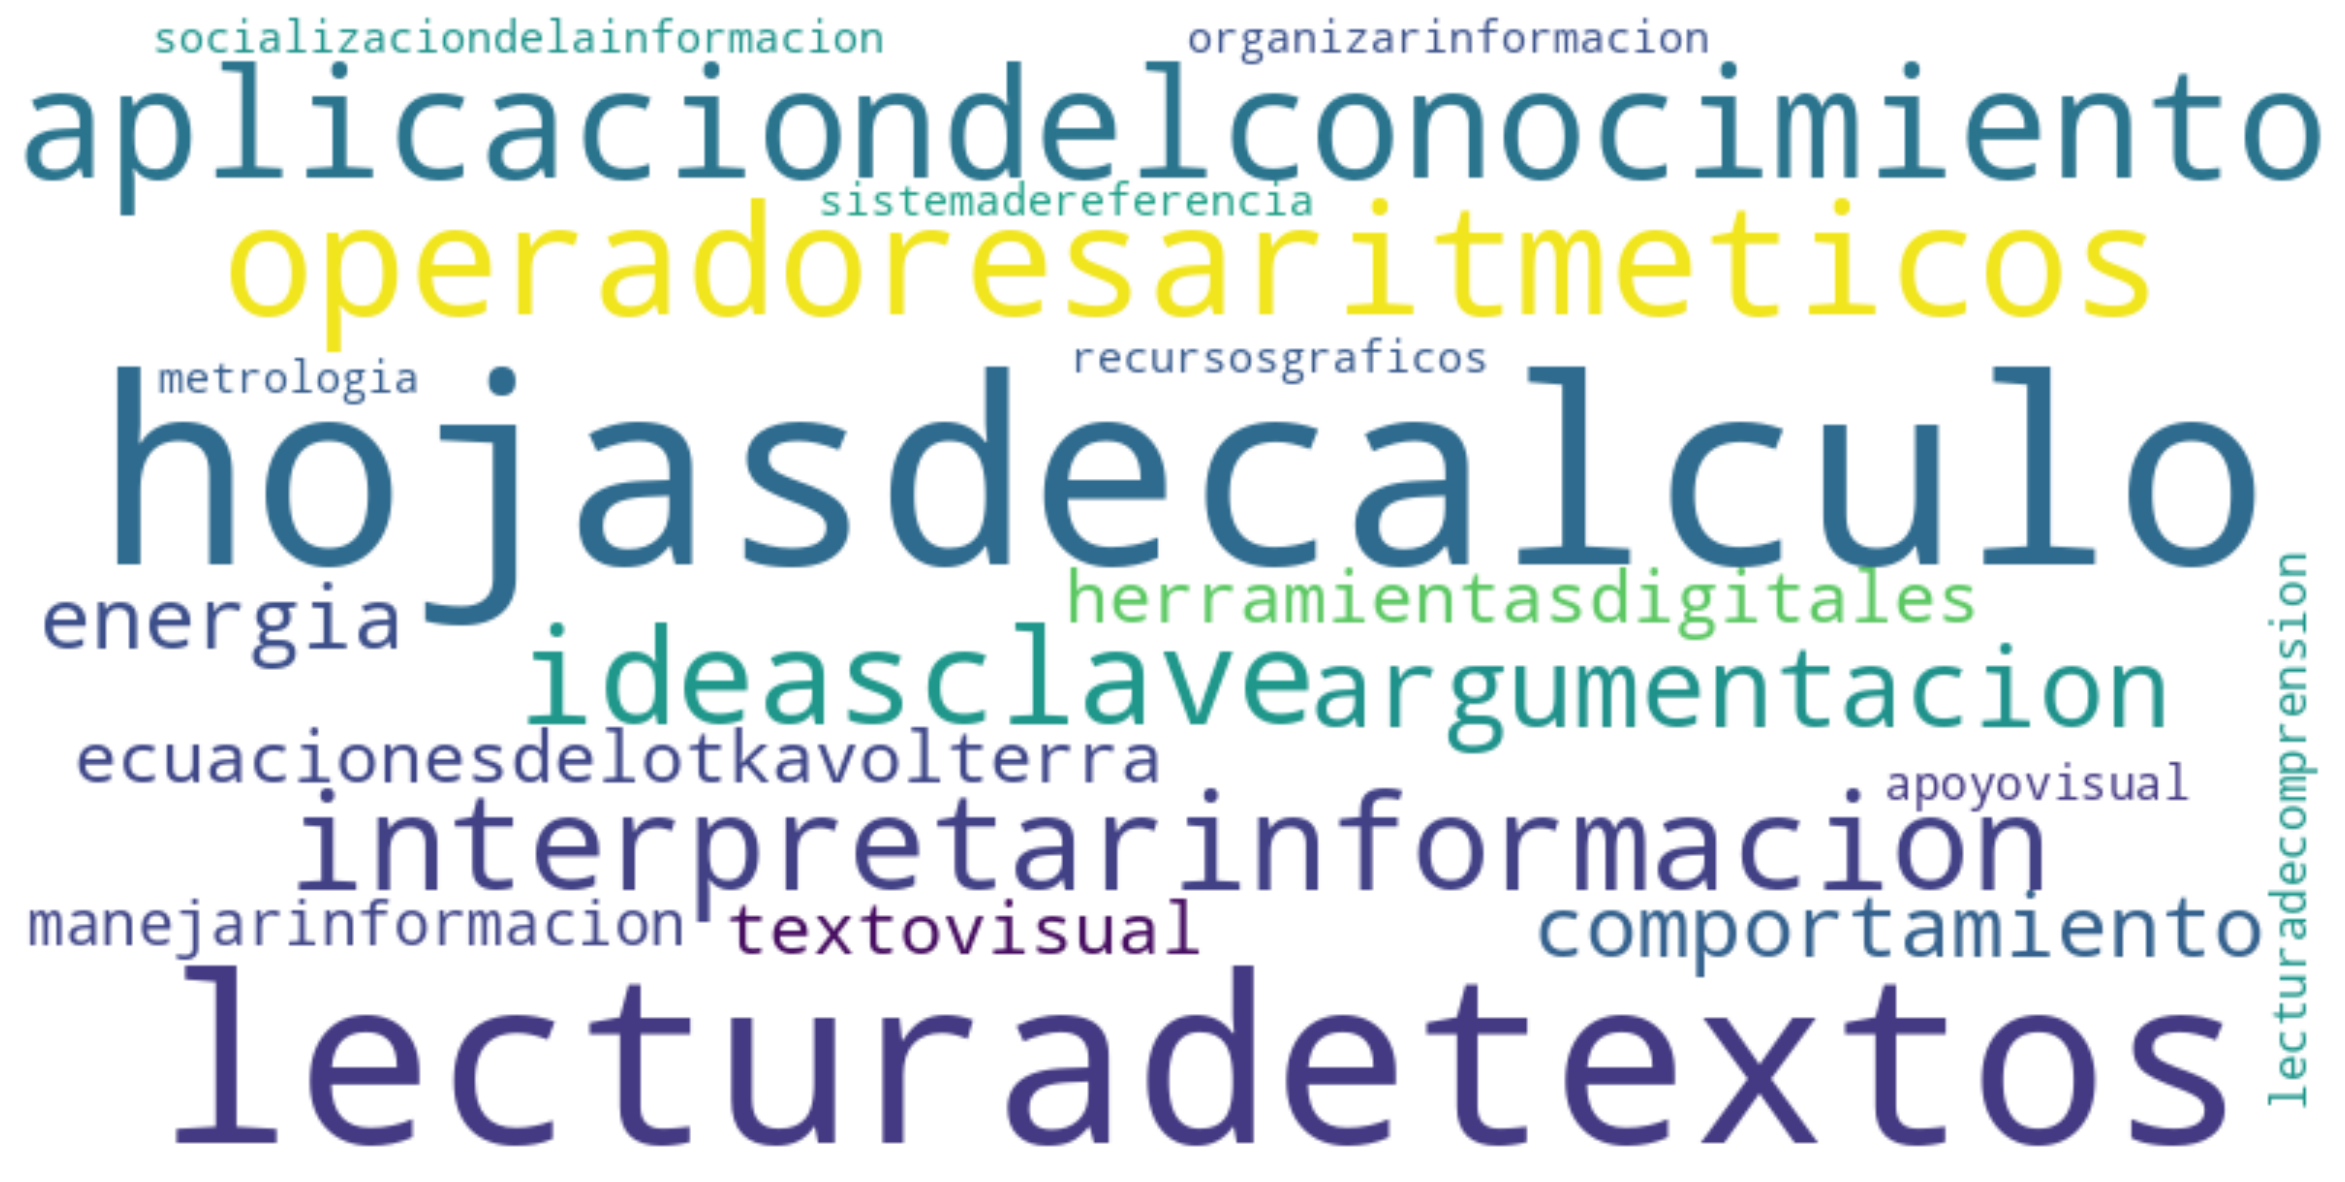 socializaciondelainformacion
organizarinformacion
aplicaciondelconocimiento
sistemadereferencia
operadoresaritmeticos
metrologia
recursosgraficos
hojasdecalculo
energia
herramientasdigitales
ideasclave
argumentacion
ecuacionesdelotkavolterra
apoyovisual
interpretarinformacion
manejarinformacion
textovisual
comportamiento
lecturadecomprension
lecturadetextos